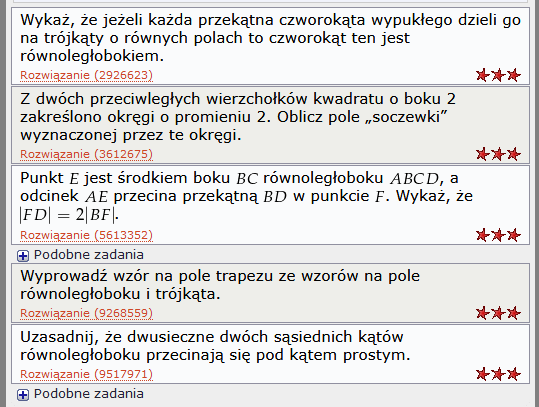 Wykaż, że jeżeli każda przekątna czworokąta wypukłego dzieli go
na trójkąty o równych polach to czworokąt ten jest
równoległobokiem.
Rozwiązanie (2926623)
Z dwóch przeciwległych wierzchołków kwadratu o boku 2
zakreślono okręgi o promieniu 2. Oblicz pole „soczewki”
wyznaczonej przez te okręgi.
Rozwiązanie (3612675)
Punkt E jest środkiem boku BC równoległoboku ABCD, a
odcinek AE przecina przekątną BD w punkcie F. Wykaż, że
|FD| = 2|BF|.
Rozwiązanie (5613352)
Podobne zadania
Wyprowadź wzór na pole trapezu ze wzorów na pole
równoległoboku i trójkąta.
Rozwiązanie (9268559)
Uzasadnij, że dwusieczne dwóch sąsiednich kątów
równoległoboku przecinają się pod kątem prostym.
Rozwiązanie (9517971)
Podobne zadania